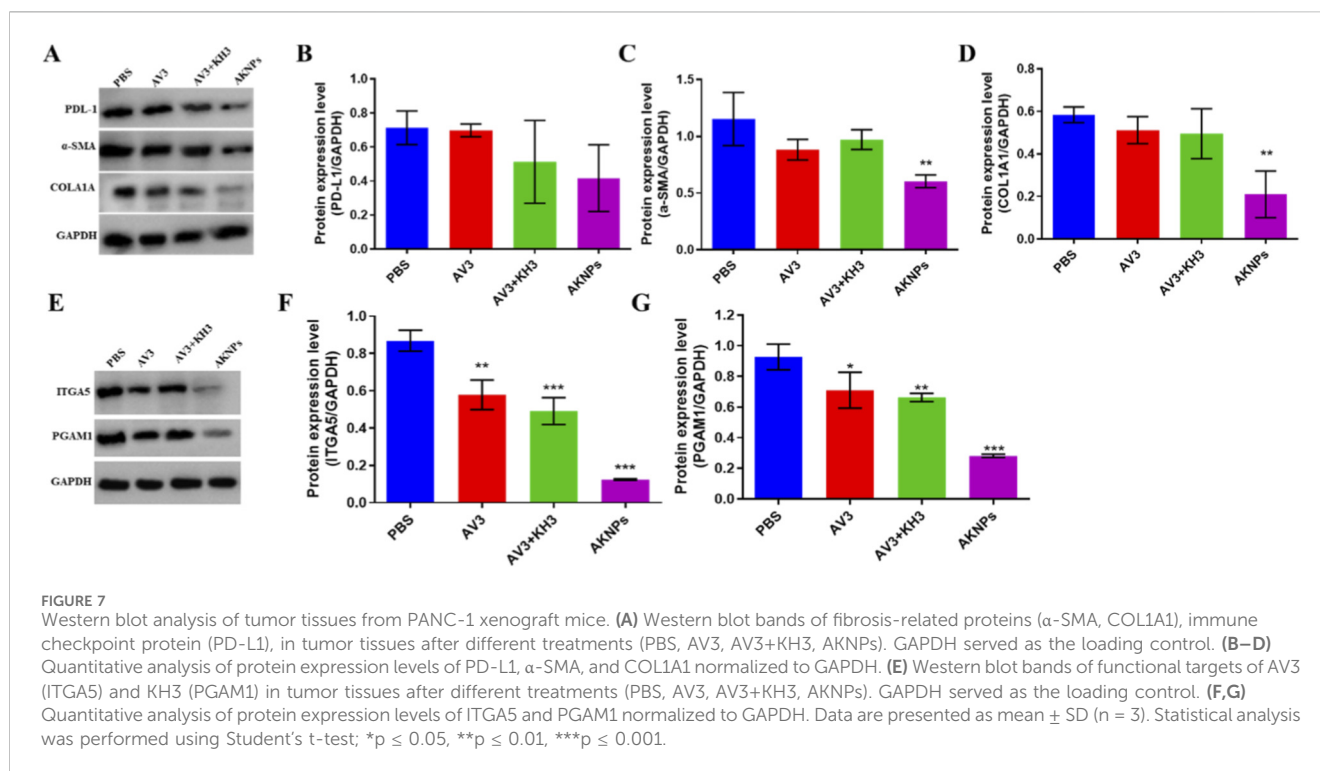 A
PBS
AV3
AV3+KH3
AKNPs
PDL-1
α-SMA
COLA1A
GAPDH
B
Protein expression level
(PD-L1/GAPDH)
1.0
0.8
0.6
0.4
0.2
0.0
PBS
AV3
AV3+KH3
AKNPs
C
Protein expression level
(a-SMA/GAPDH)
1.5
1.0
0.5
0.0
**
PBS
AV3
AV3+KH3
AKNPs
D
Protein expression level
(COL1A1/GAPDH)
0.8
0.6
0.4
0.2
0.0
**
PBS
AV3
AV3+KH3
AKNPs
E
PBS
AV3
AV3+KH3
AKNPs
ITGA5
PGAM1
GAPDH
F
Protein expression level
(ITGA5/GAPDH)
1.0
0.8
0.6
0.4
0.2
0.0
**
***
***
PBS
AV3
AV3+KH3
AKNPs
G
Protein expression level
(PGAM1/GAPDH)
1.2
1.0
0.8
0.6
0.4
0.2
0.0
*
**
***
PBS
AV3
AV3+KH3
AKNPs
FIGURE 7
Western blot analysis of tumor tissues from PANC-1 xenograft mice. (A) Western blot bands of fibrosis-related proteins (α-SMA, COL1A1), immune
checkpoint protein (PD-L1), in tumor tissues after different treatments (PBS, AV3, AV3+KH3, AKNPs). GAPDH served as the loading control. (B–D)
Quantitative analysis of protein expression levels of PD-L1, α-SMA, and COL1A1 normalized to GAPDH. (E) Western blot bands of functional targets of AV3
(ITGA5) and KH3 (PGAM1) in tumor tissues after different treatments (PBS, AV3, AV3+KH3, AKNPs). GAPDH served as the loading control. (F,G)
Quantitative analysis of protein expression levels of ITGA5 and PGAM1 normalized to GAPDH. Data are presented as mean ± SD (n = 3). Statistical analysis
was performed using Student's t-test; *p ≤ 0.05, **p ≤ 0.01, ***p ≤ 0.001.